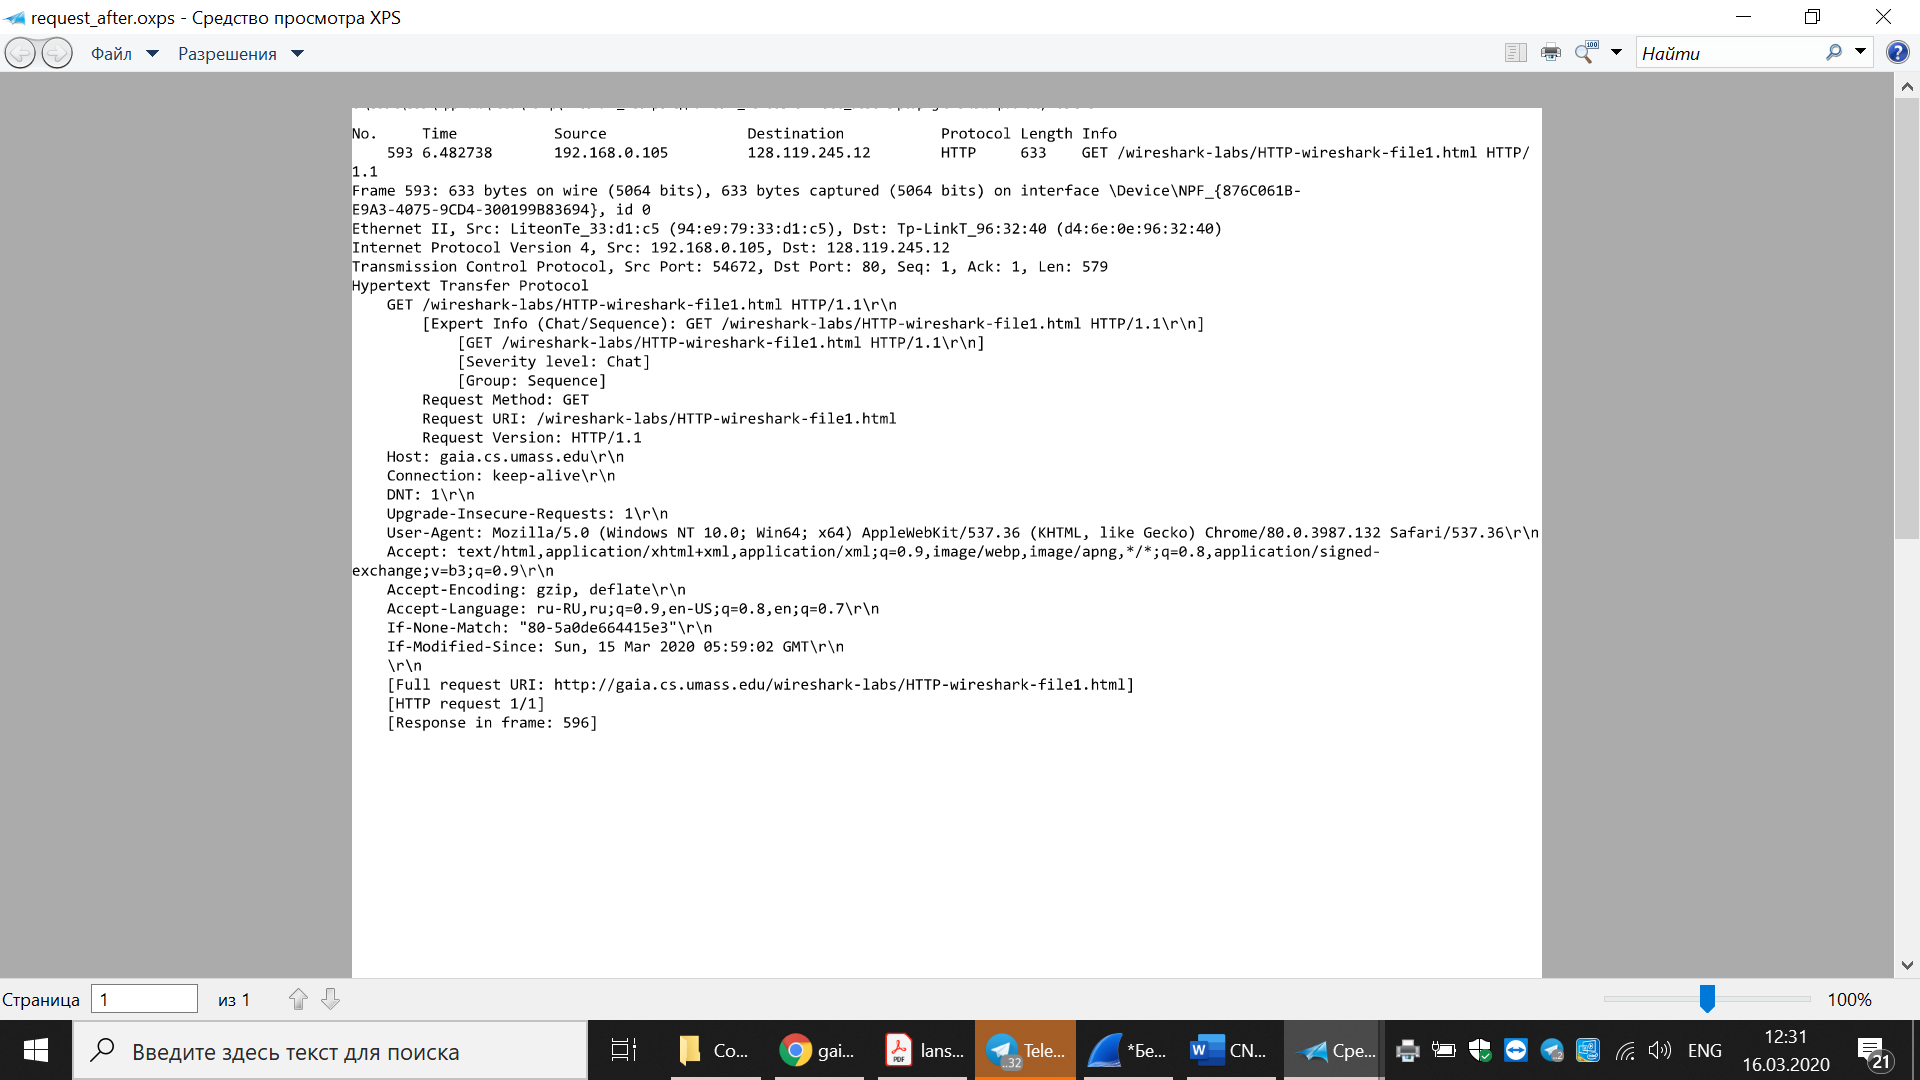 request_after.oxps - Средство просмотра XPS
Файл Разрешения
100
Найти
?
No. Time Source Destination Protocol Length Info
593 6.482738 192.168.0.105 128.119.245.12 HTTP 633 GET /wireshark-labs/HTTP-wireshark-file1.html HTTP/
1.1
Frame 593: 633 bytes on wire (5064 bits), 633 bytes captured (5064 bits) on interface \Device\NPF_{876C061B-
E9A3-4075-9CD4-300199B83694}, id 0
Ethernet II, Src: LiteonTe_33:d1:c5 (94:e9:79:33:d1:c5), Dst: Tp-LinkT_96:32:40 (d4:6e:0e:96:32:40)
Internet Protocol Version 4, Src: 192.168.0.105, Dst: 128.119.245.12
Transmission Control Protocol, Src Port: 54672, Dst Port: 80, Seq: 1, Ack: 1, Len: 579
Hypertext Transfer Protocol
GET /wireshark-labs/HTTP-wireshark-file1.html HTTP/1.1\r\n
[Expert Info (Chat/Sequence): GET /wireshark-labs/HTTP-wireshark-file1.html HTTP/1.1\r\n]
[GET /wireshark-labs/HTTP-wireshark-file1.html HTTP/1.1\r\n]
[Severity level: Chat]
[Group: Sequence]
Request Method: GET
Request URI: /wireshark-labs/HTTP-wireshark-file1.html
Request Version: HTTP/1.1
Host: gaia.cs.umass.edu\r\n
Connection: keep-alive\r\n
DNT: 1\r\n
Upgrade-Insecure-Requests: 1\r\n
User-Agent: Mozilla/5.0 (Windows NT 10.0; Win64; x64) AppleWebKit/537.36 (KHTML, like Gecko) Chrome/80.0.3987.132 Safari/537.36\r\n
Accept: text/html,application/xhtml+xml,application/xml;q=0.9,image/webp,image/apng,*/*;q=0.8,application/signed-
exchange;v=b3;q=0.9\r\n
Accept-Encoding: gzip, deflate\r\n
Accept-Language: ru-RU,ru;q=0.9,en-US;q=0.8,en;q=0.7\r\n
If-None-Match: "80-5a0de664415e3"\r\n
If-Modified-Since: Sun, 15 Mar 2020 05:59:02 GMT\r\n
\r\n
[Full request URI: http://gaia.cs.umass.edu/wireshark-labs/HTTP-wireshark-file1.html]
[HTTP request 1/1]
[Response in frame: 596]
Страница 1 из 1
100%
Введите здесь текст для поиска
Co...
gai...
PDF
lans...
Tele...
..32
*Бе...
W
CN...
Сре...
2
ENG
12:31
16.03.2020
21